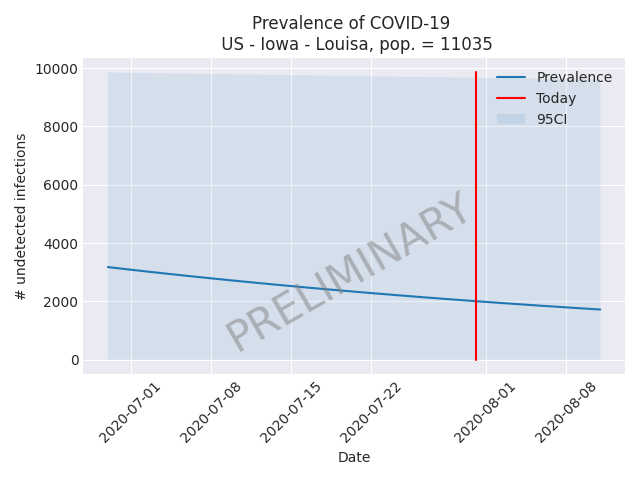 Prevalence of COVID-19
US - Iowa - Louisa, pop. = 11035
10000
8000
6000
4000
2000
0
# undetected infections
Prevalence
Today
95CI
PRELIMINARY
2020-07-01
2020-07-08
2020-07-15
2020-07-22
2020-08-01
2020-08-08
Date